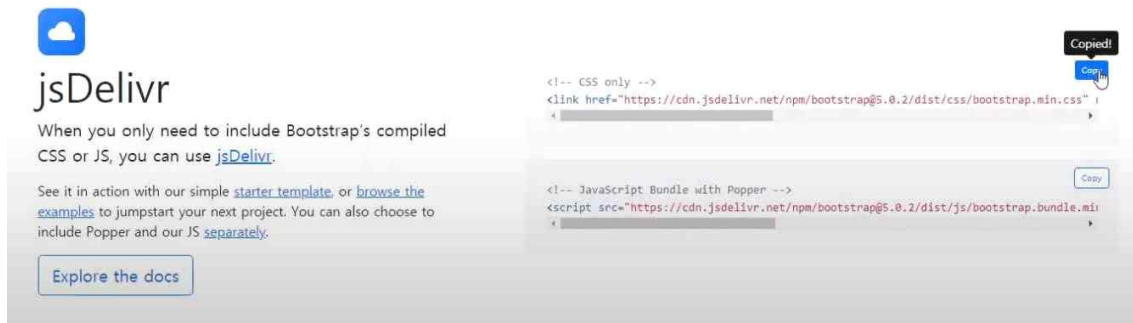 jsDelivr
When you only need to include Bootstrap's compiled
CSS or JS, you can use jsDelivr.
See it in action with our simple starter template, or browse the
examples to jumpstart your next project. You can also choose to
include Popper and our JS separately.
Explore the docs
Copied!
Copy
<!-- CSS only -->
<link href="https://cdn.jsdelivr.net/npm/bootstrap@5.0.2/dist/css/bootstrap.min.css"
Copy
<!-- JavaScript Bundle with Popper -->
<script src="https://cdn.jsdelivr.net/npm/bootstrap@5.0.2/dist/js/bootstrap.bundle.mi